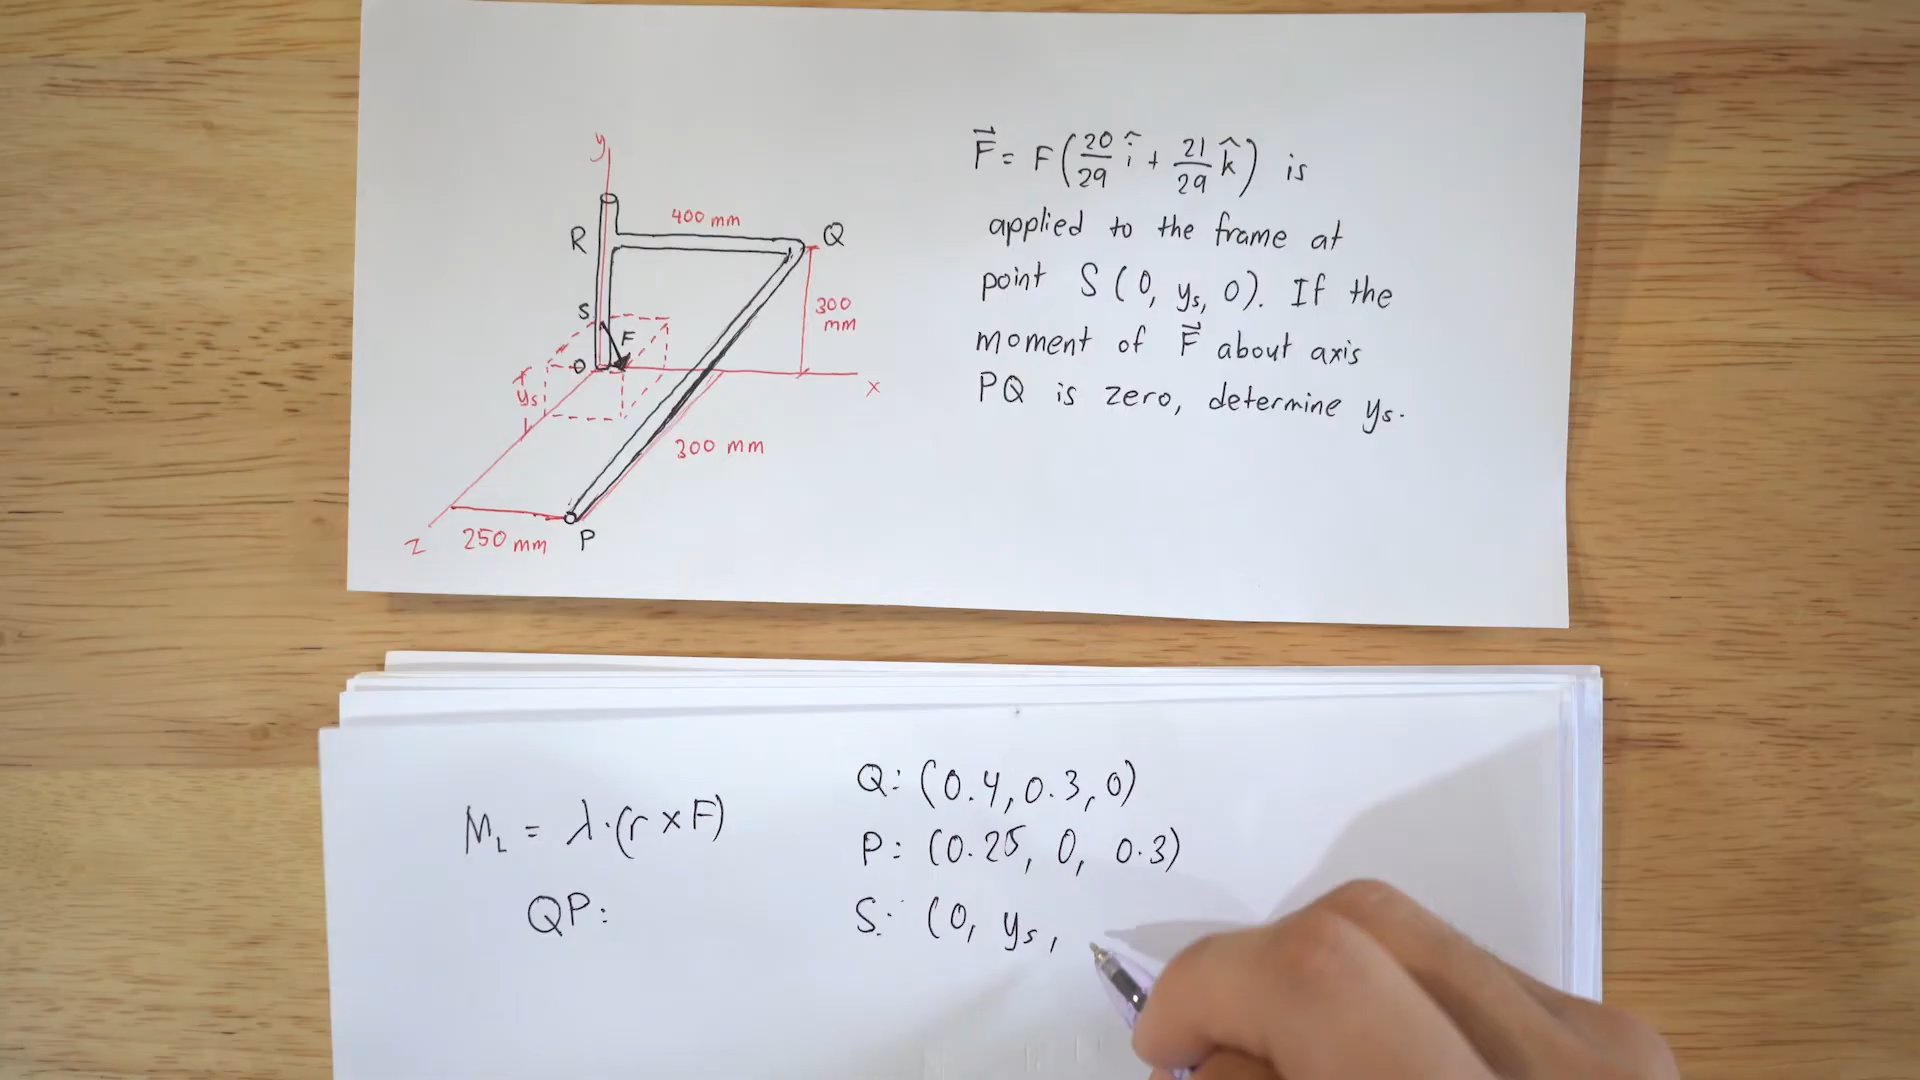 y
R
400 mm
Q
S
F
300
mm
O
x
ys
300 mm
z
250 mm
P
F⃗ = F(20/29 î + 21/29 k̂) is
applied to the frame at
point S (0, ys, 0). If the
moment of F⃗ about axis
PQ is zero, determine ys.
M_L = λ·(r × F)
QP:
Q: (0.4, 0.3, 0)
P: (0.25, 0, 0.3)
S: (0, ys,